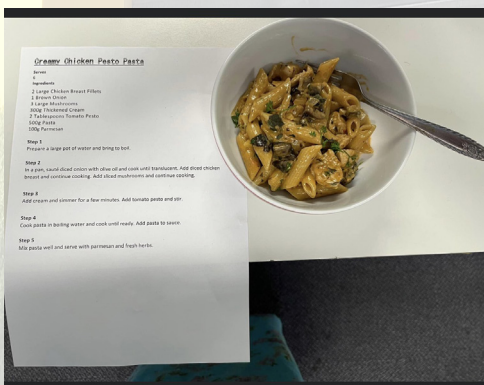 Creamy Chicken Pesto Pasta
Serves
Ingredients
2 Large Chicken Breast Fillets
1 Brown Onion
3 Large Mushrooms
300g Thickened Cream
2 Tablespoons Tomato Pesto
500g Pasta
100g Parmesan
Step 1
Prepare a large pot of water and bring to boil.
Step 2
In a pan, sauté diced onion with olive oil and cook until translucent. Add diced chicken
breast and continue cooking. Add sliced mushrooms and continue cooking.
Step 3
Add cream and simmer for a few minutes. Add tomato pesto and stir.
Step 4
Cook pasta in boiling water and cook until ready. Add pasta to sauce.
Step 5
Mix pasta well and serve with parmesan and fresh herbs.